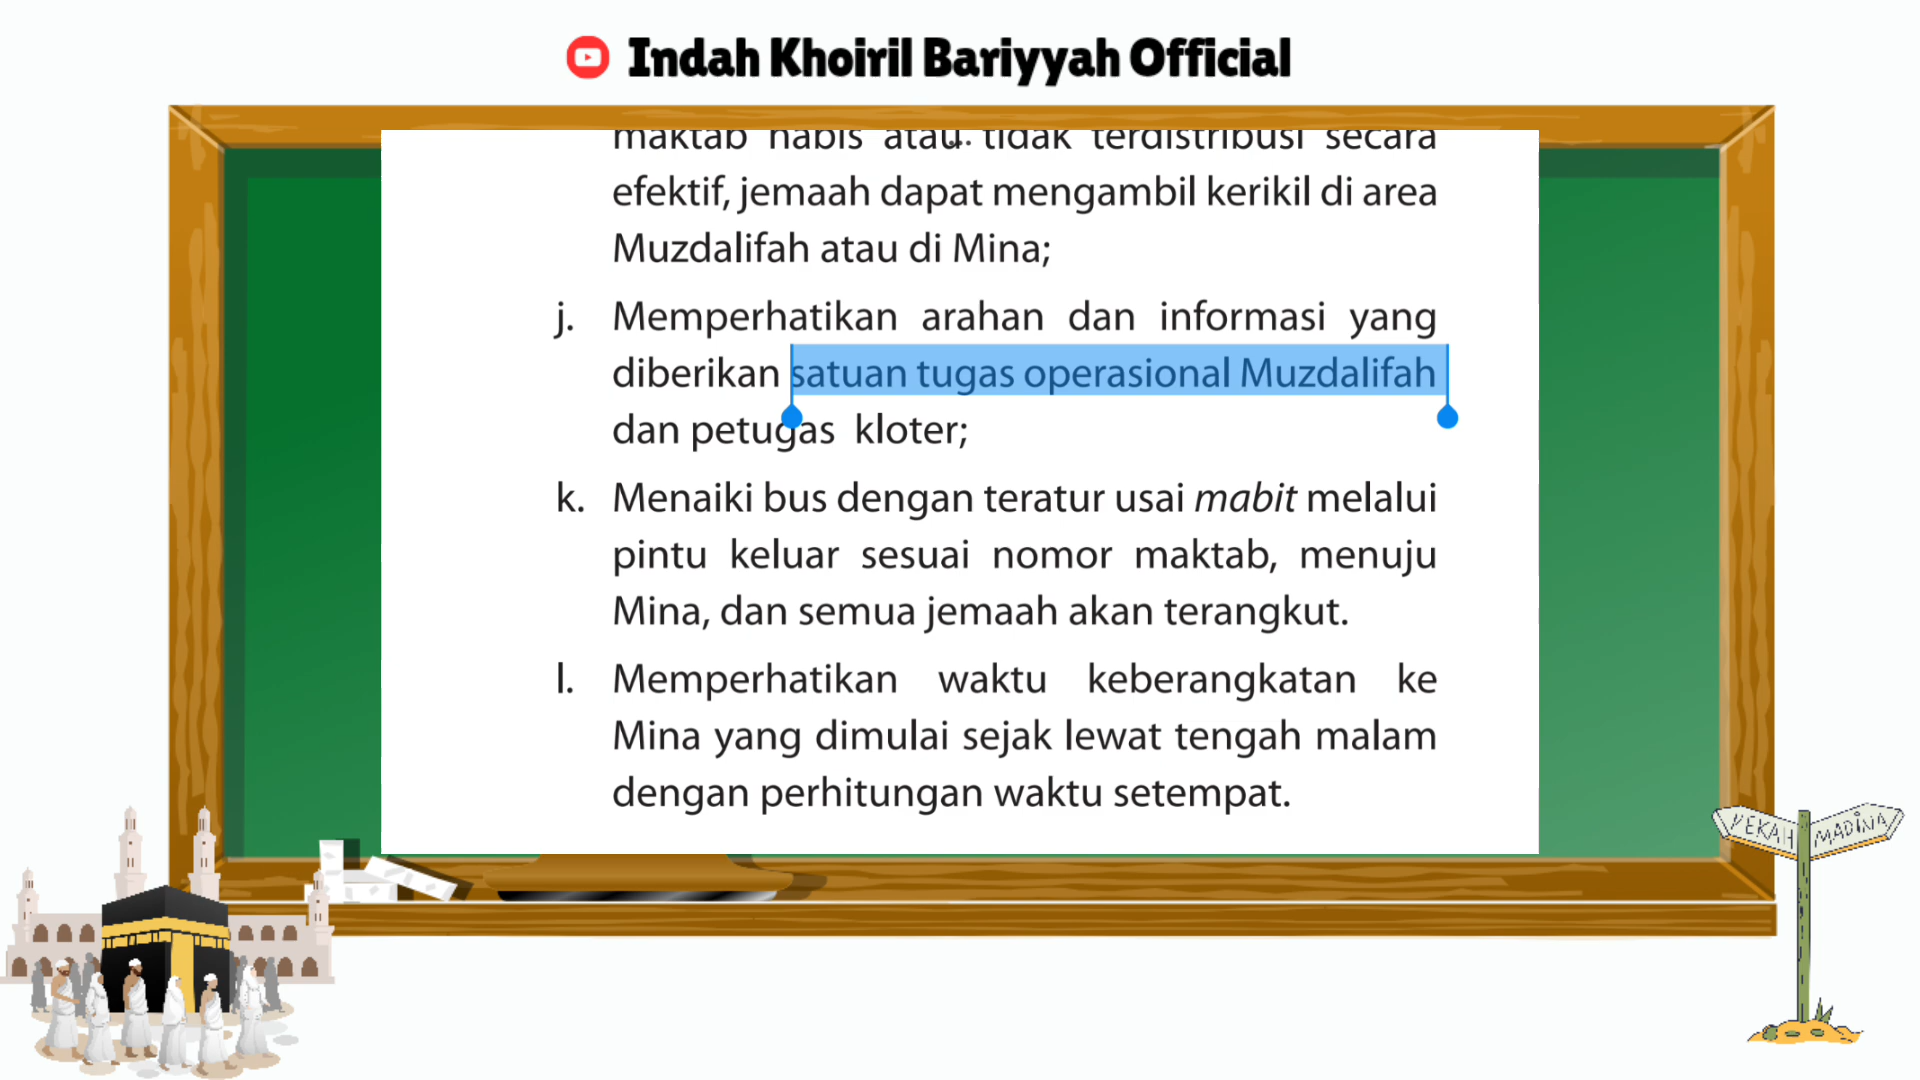 Indah Khoiril Bariyyah Official
maktab habis atau tidak terdistribusi secara
efektif, jemaah dapat mengambil kerikil di area
Muzdalifah atau di Mina;
j. Memperhatikan arahan dan informasi yang
diberikan satuan tugas operasional Muzdalifah
dan petugas kloter;
k. Menaiki bus dengan teratur usai mabit melalui
pintu keluar sesuai nomor maktab, menuju
Mina, dan semua jemaah akan terangkut.
l. Memperhatikan waktu keberangkatan ke
Mina yang dimulai sejak lewat tengah malam
dengan perhitungan waktu setempat.
MEKAH MADINA